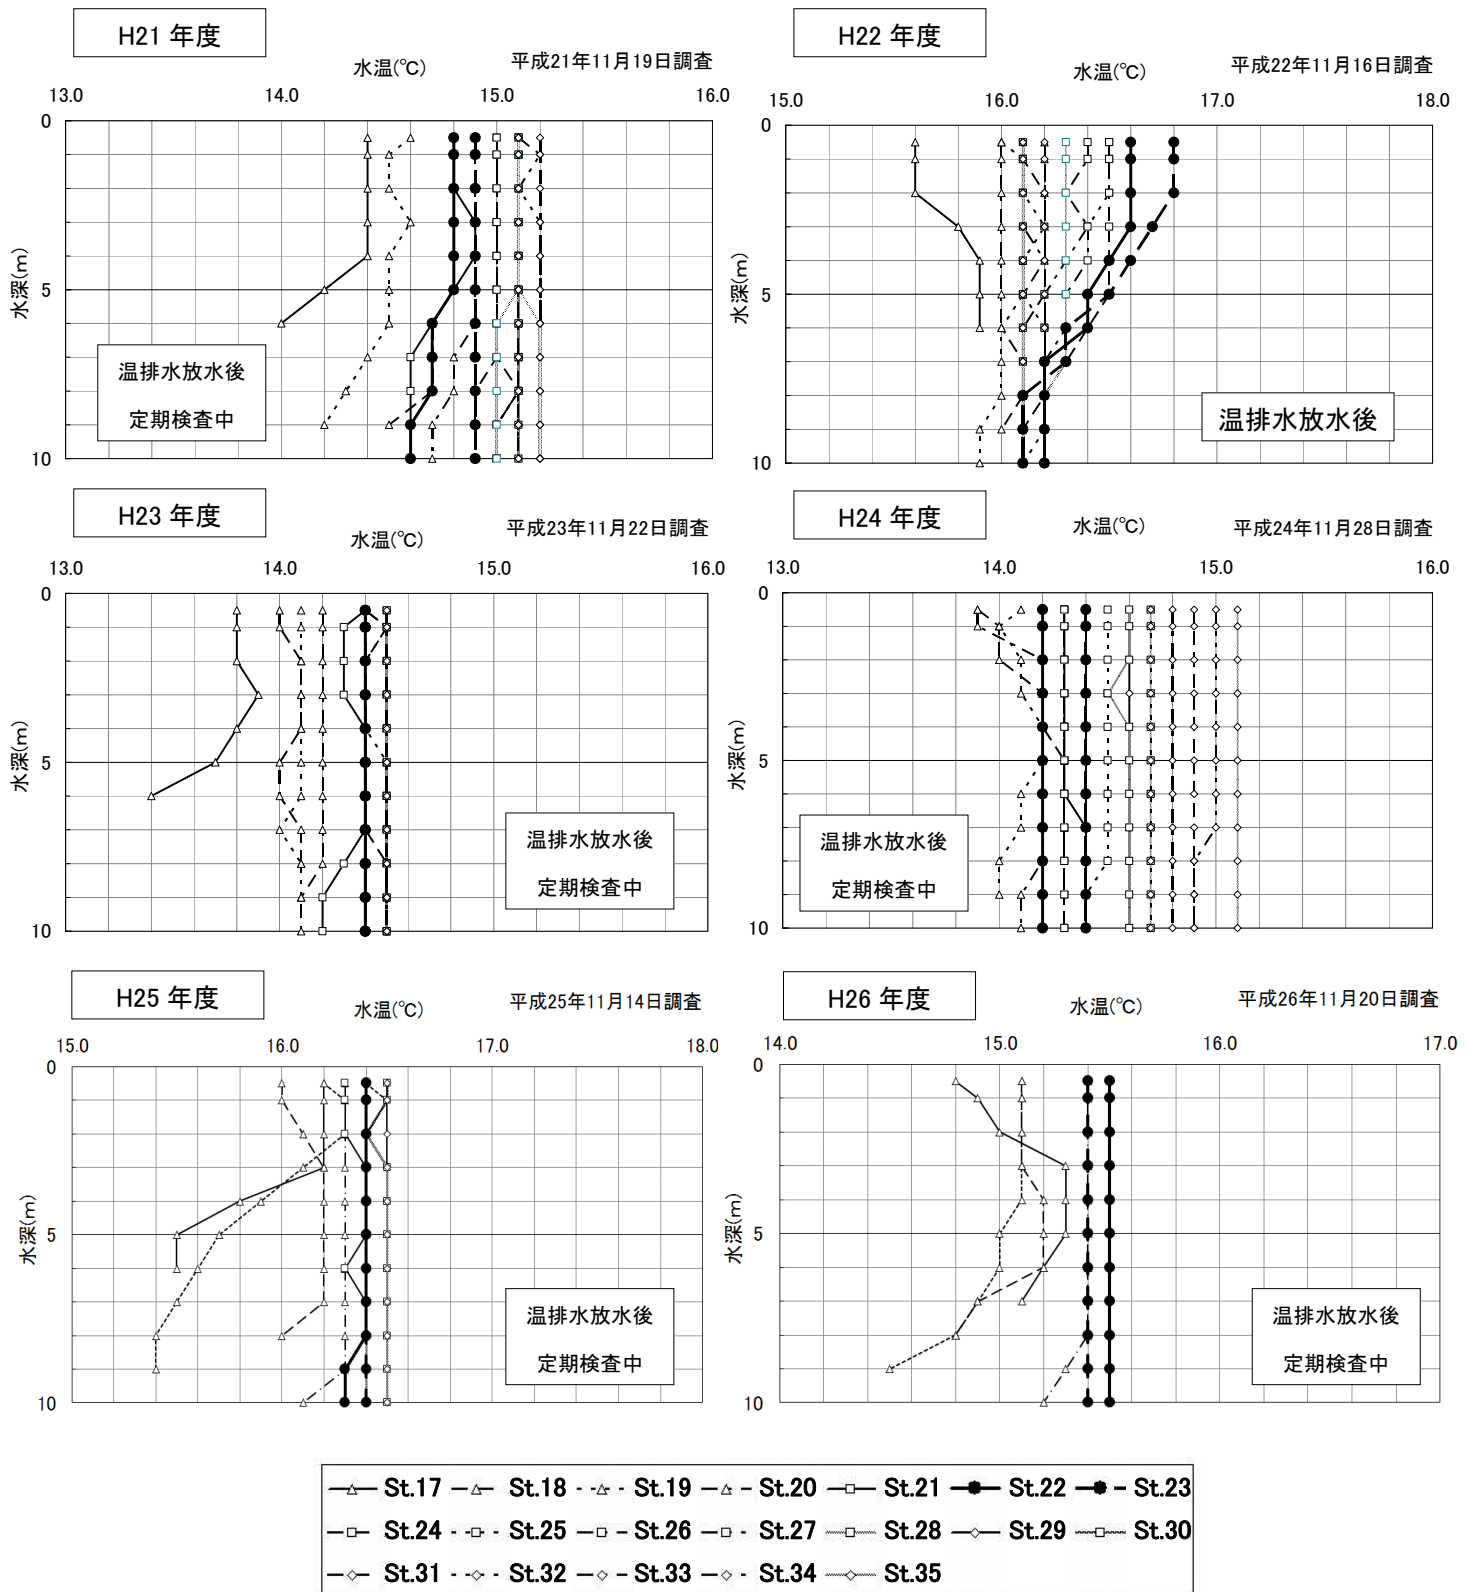 H21 年度
水温(℃)
平成21年11月19日調査
13.0 14.0 15.0 16.0
0
5
10
水深(m)
温排水放水後
定期検査中
H22 年度
水温(℃)
平成22年11月16日調査
15.0 16.0 17.0 18.0
0
5
10
水深(m)
温排水放水後
H23 年度
水温(℃)
平成23年11月22日調査
13.0 14.0 15.0 16.0
0
5
10
水深(m)
温排水放水後
定期検査中
H24 年度
水温(℃)
平成24年11月28日調査
13.0 14.0 15.0 16.0
0
5
10
水深(m)
温排水放水後
定期検査中
H25 年度
水温(℃)
平成25年11月14日調査
15.0 16.0 17.0 18.0
0
5
10
水深(m)
温排水放水後
定期検査中
H26 年度
水温(℃)
平成26年11月20日調査
14.0 15.0 16.0 17.0
0
5
10
水深(m)
温排水放水後
定期検査中
St.17 St.18 St.19 St.20 St.21 St.22 St.23
St.24 St.25 St.26 St.27 St.28 St.29 St.30
St.31 St.32 St.33 St.34 St.35